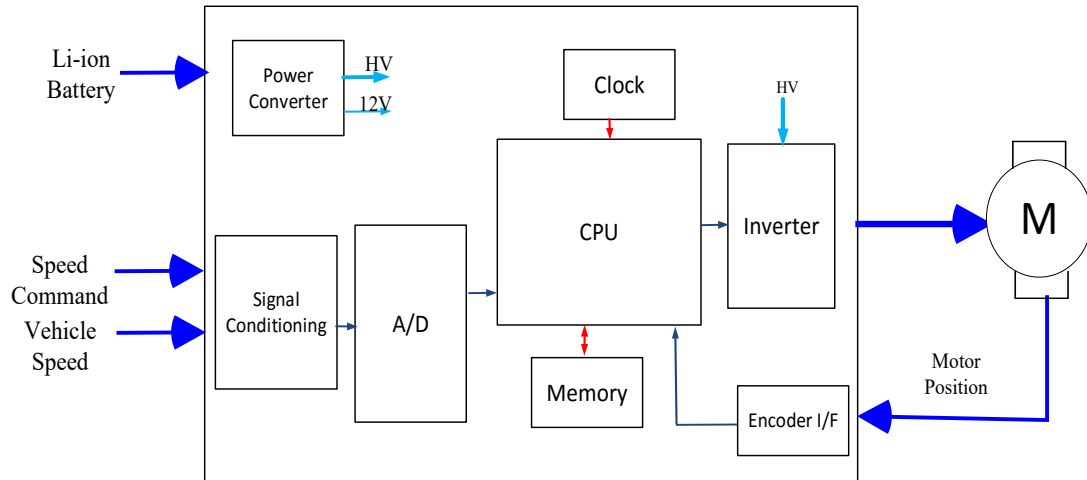 Li-ion
Battery
Power
Converter
HV
12V
Clock
HV
CPU
Inverter
M
Speed
Command
Vehicle
Speed
Signal
Conditioning
A/D
Memory
Encoder I/F
Motor
Position